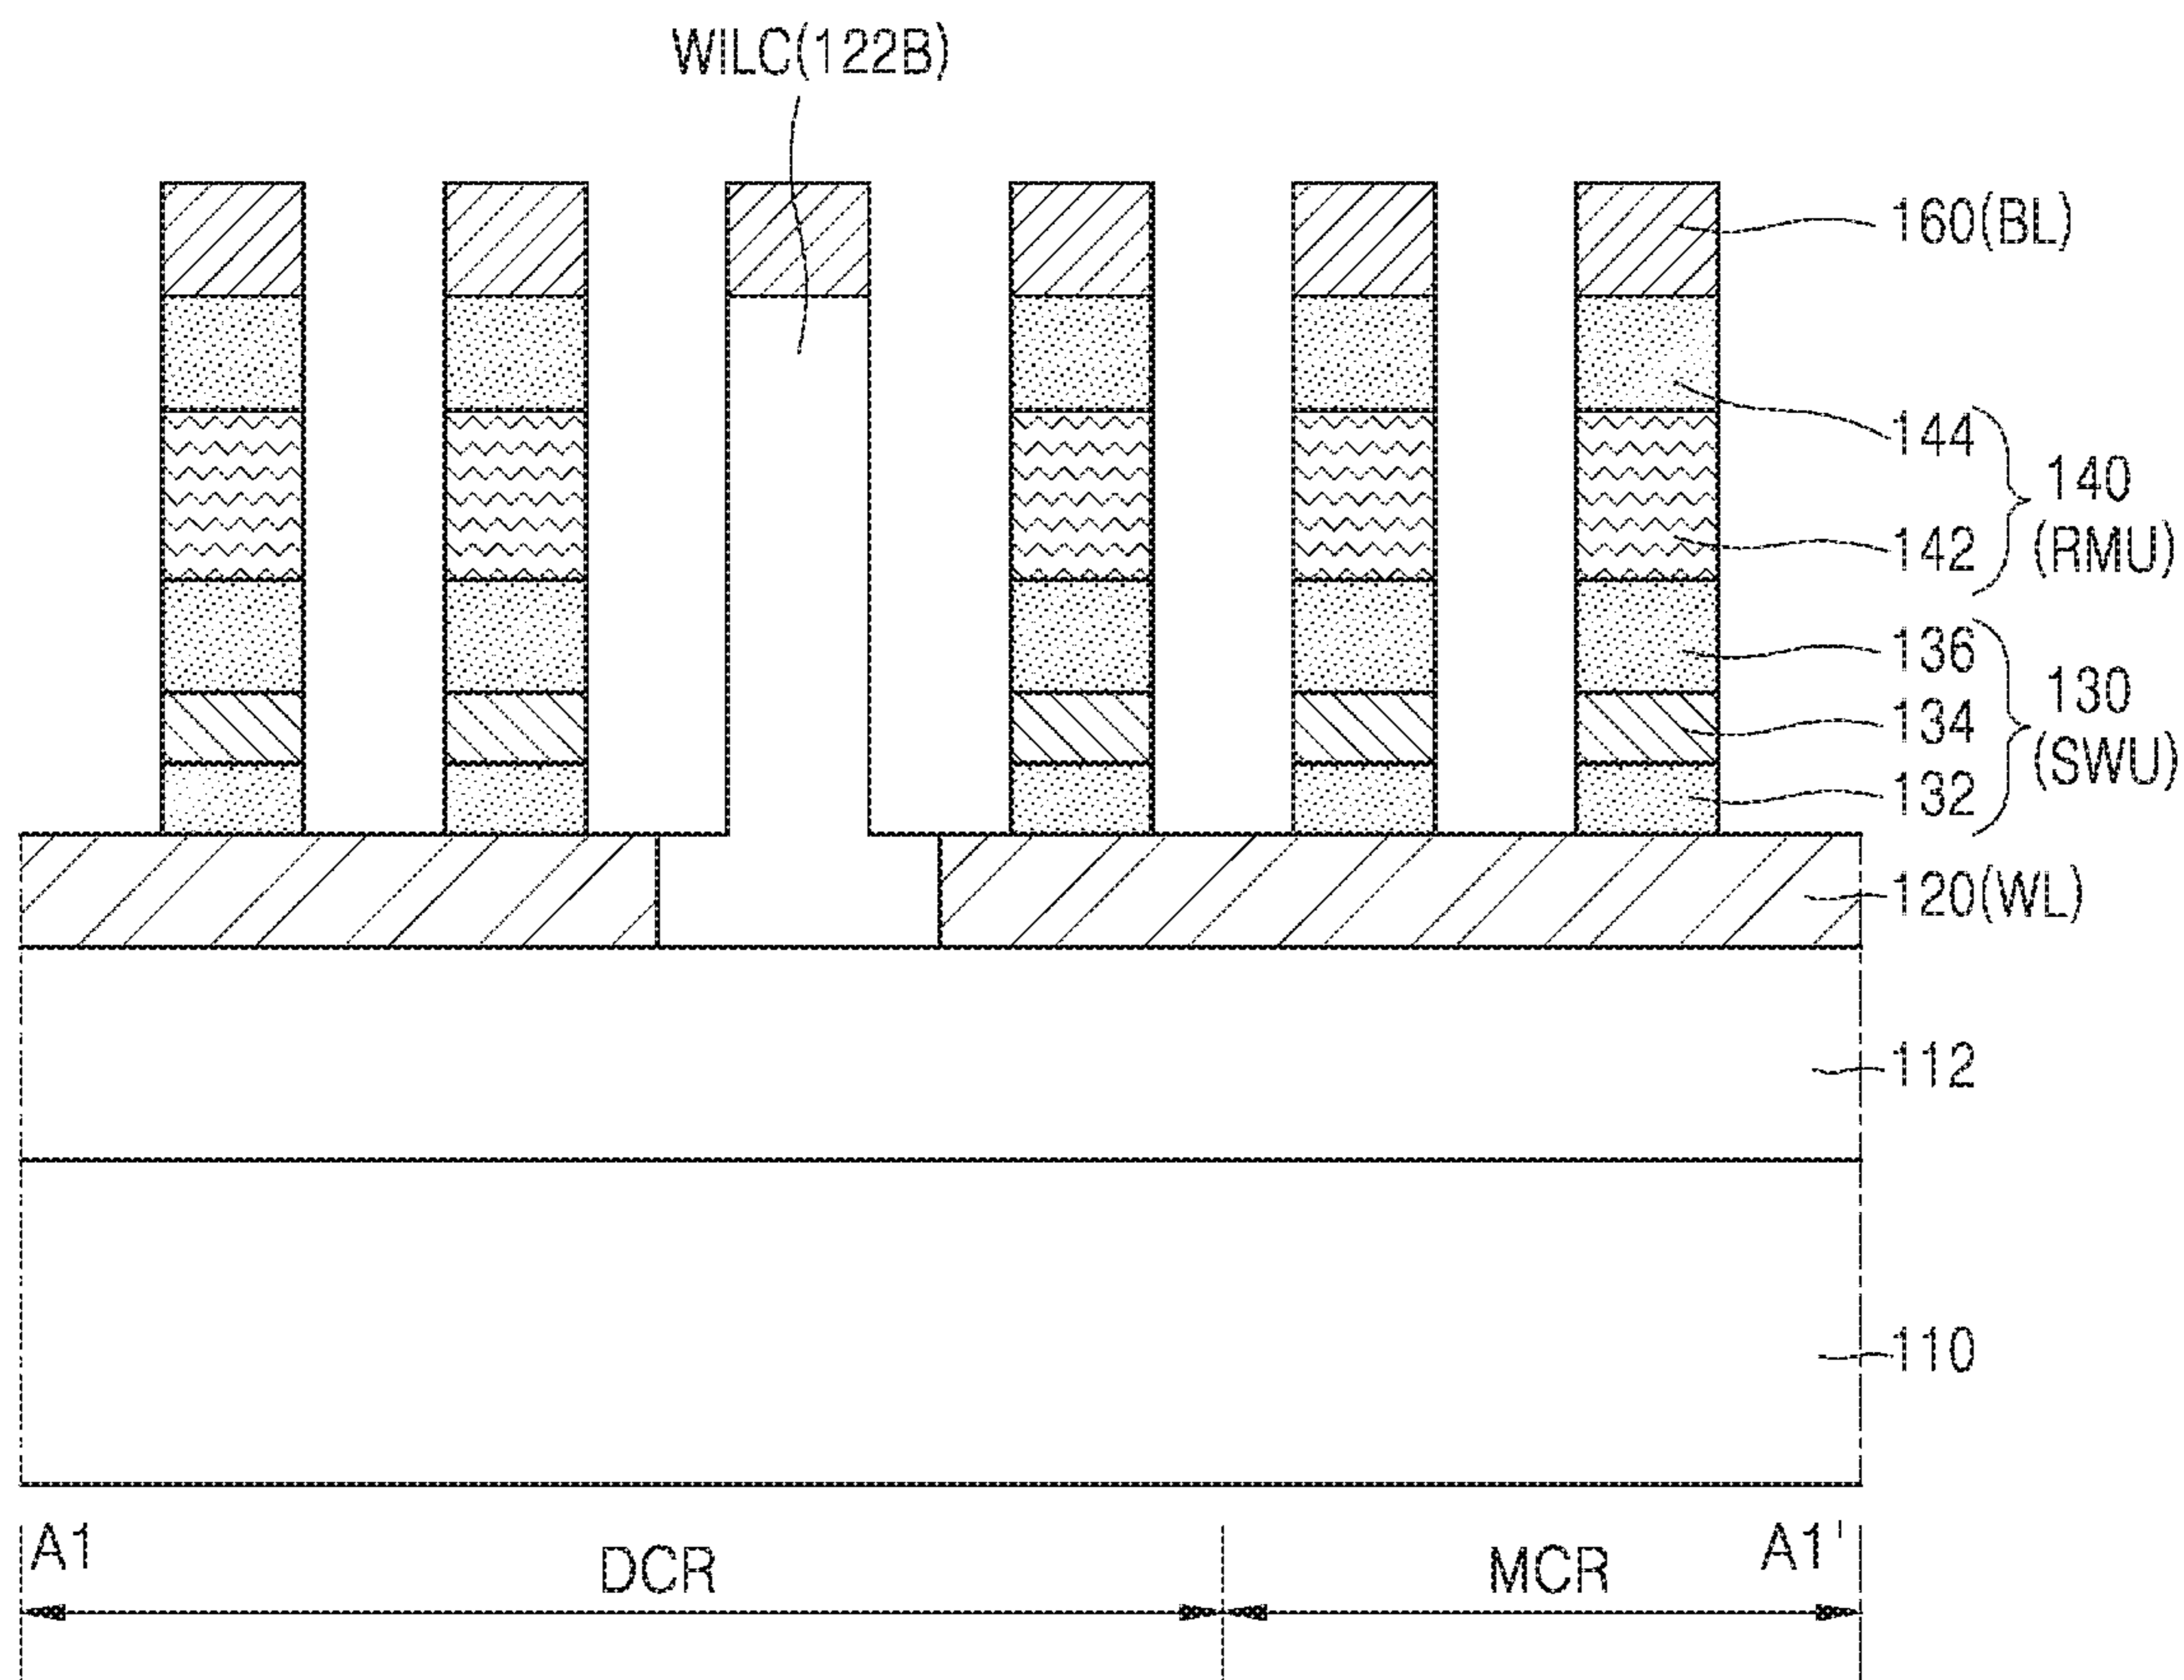 WILC(122B)
160(BL)
144
140
(RMU)
142
136
130
(SWU)
134
132
120(WL)
112
110
A1
DCR
MCR
A1'